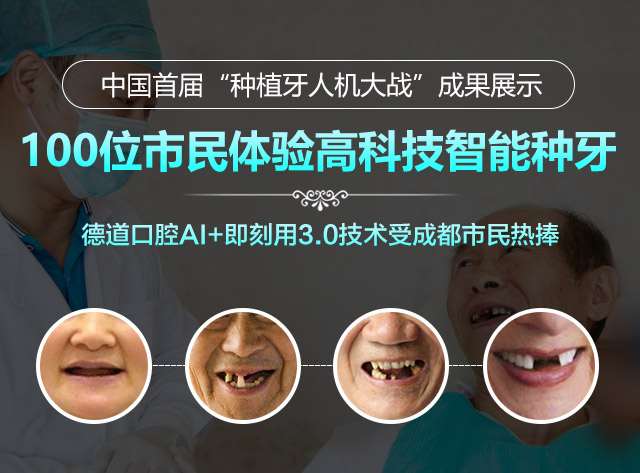 中国首届“种植牙人机大战”成果展示
100位市民体验高科技智能种牙
德道口腔AI+即刻用3.0技术受成都市民热捧